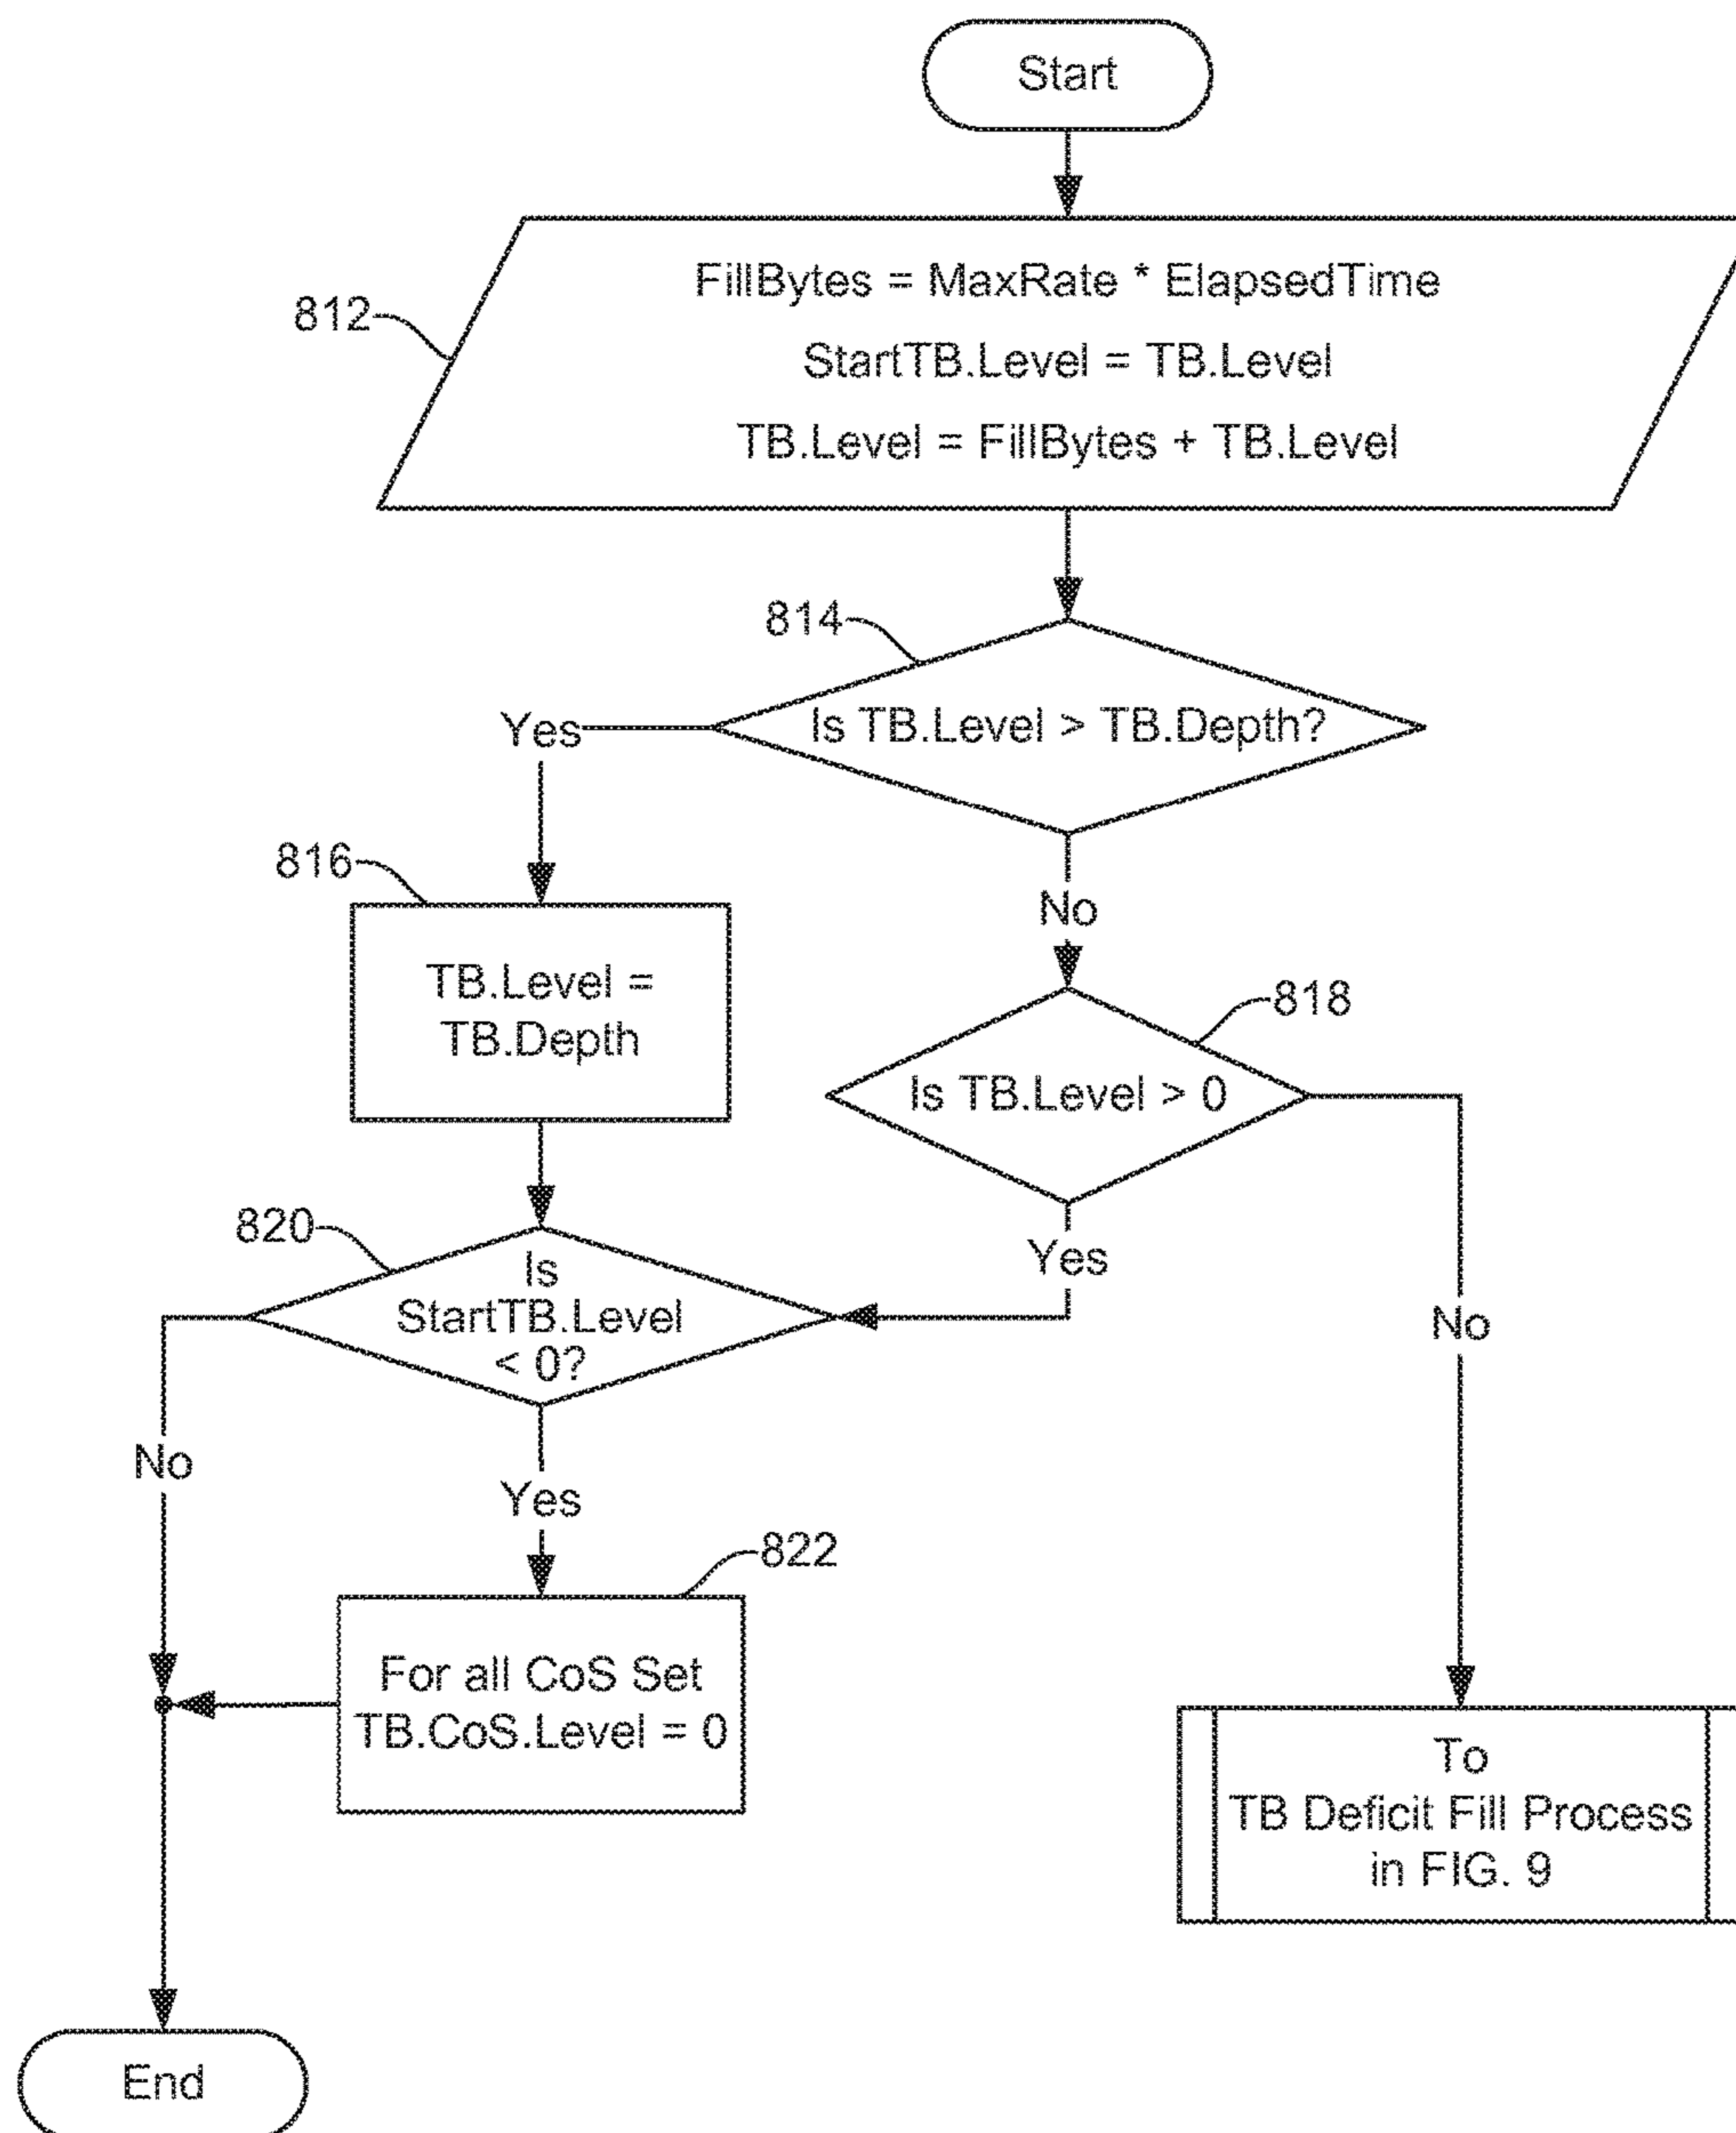 Start
812
FillBytes = MaxRate * ElapsedTime
StartTB.Level = TB.Level
TB.Level = FillBytes + TB.Level
814
Is TB.Level > TB.Depth?
Yes
No
816
TB.Level =
TB.Depth
818
Is TB.Level > 0
820
Is
StartTB.Level
< 0?
Yes
No
No
Yes
822
For all CoS Set
TB.CoS.Level = 0
To
TB Deficit Fill Process
in FIG. 9
End